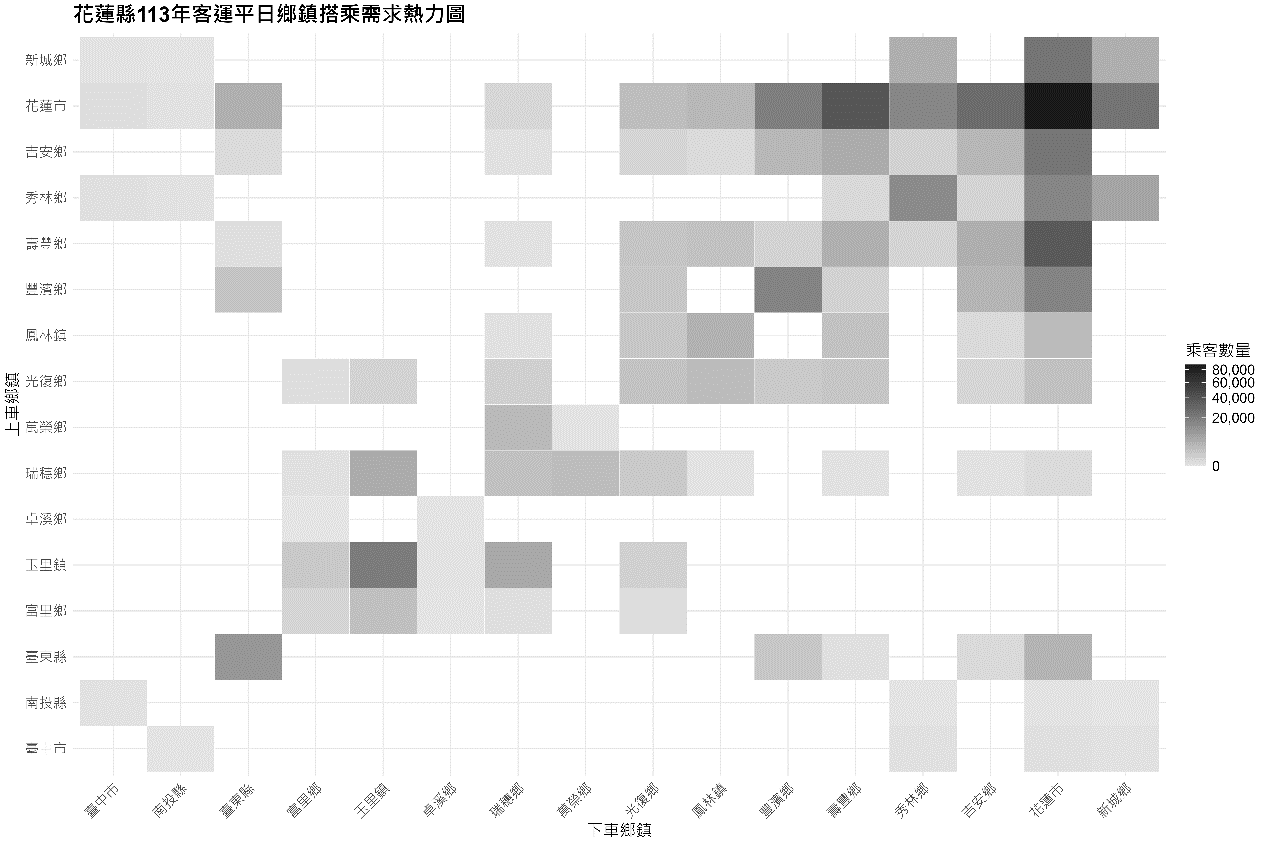 花蓮縣113年客運平日鄉鎮搭乘需求熱力圖
新城鄉
花蓮市
吉安鄉
秀林鄉
壽豐鄉
豐濱鄉
鳳林鎮
光復鄉
萬榮鄉
瑞穗鄉
卓溪鄉
玉里鎮
富里鄉
臺東縣
南投縣
臺中市
上車鄉鎮
臺中市
南投縣
臺東縣
富里鄉
玉里鎮
卓溪鄉
瑞穗鄉
萬榮鄉
光復鄉
鳳林鎮
豐濱鄉
壽豐鄉
秀林鄉
吉安鄉
花蓮市
新城鄉
下車鄉鎮
乘客數量
80,000
60,000
40,000
20,000
0